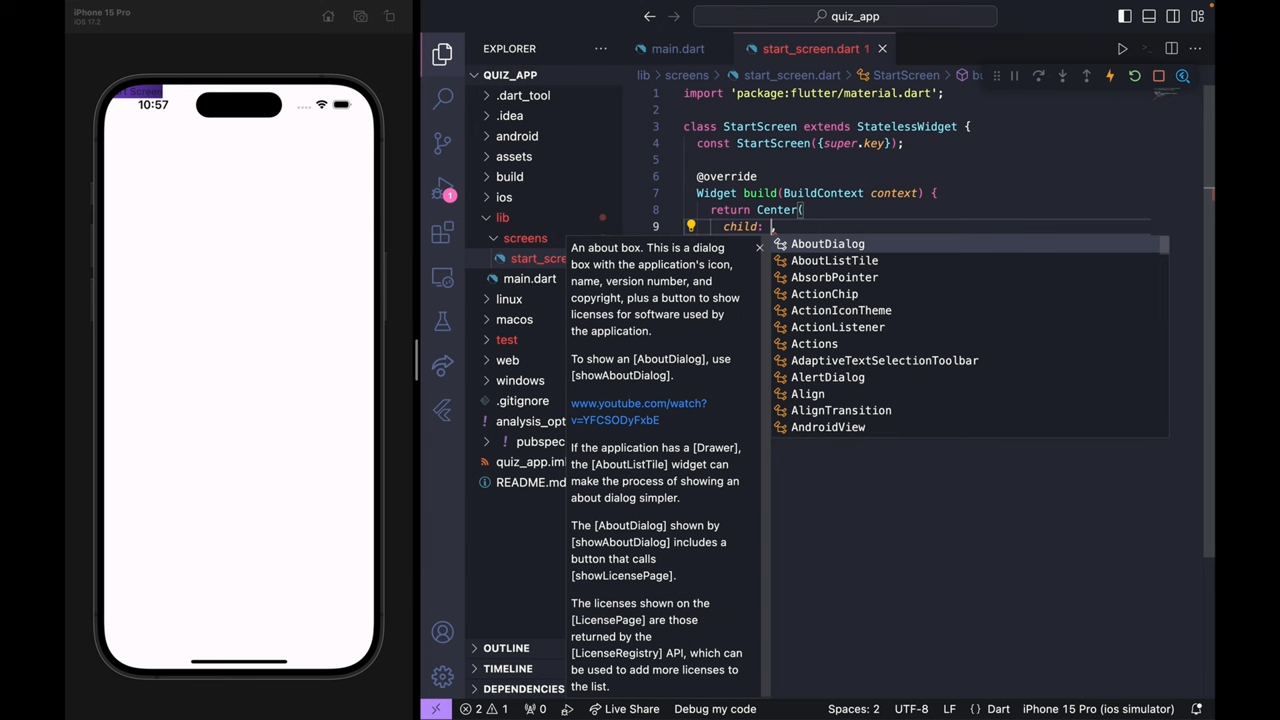 iPhone 15 Pro
iOS 17.2
Screen
10:57
quiz_app
EXPLORER
QUIZ_APP
.dart_tool
.idea
android
assets
build
ios
lib
screens
start_scre
main.dart
linux
macos
test
web
windows
.gitignore
analysis_opt
pubspec
quiz_app.iml
README.md
OUTLINE
TIMELINE
DEPENDENCIES
1
main.dart
start_screen.dart 1
lib > screens > start_screen.dart > StartScreen > bu
1 import 'package:flutter/material.dart';
2
3 class StartScreen extends StatelessWidget {
4 const StartScreen({super.key});
5
6 @override
7 Widget build(BuildContext context) {
8 return Center(
9 child: ,
An about box. This is a dialog
box with the application's icon,
name, version number, and
copyright, plus a button to show
licenses for software used by
the application.
To show an [AboutDialog], use
[showAboutDialog].
www.youtube.com/watch?
v=YFCSODyFxbE
If the application has a [Drawer],
the [AboutListTile] widget can
make the process of showing an
about dialog simpler.
The [AboutDialog] shown by
[showAboutDialog] includes a
button that calls
[showLicensePage].
The licenses shown on the
[LicensePage] are those
returned by the
[LicenseRegistry] API, which can
be used to add more licenses to
the list.
AboutDialog
AboutListTile
AbsorbPointer
ActionChip
ActionIconTheme
ActionListener
Actions
AdaptiveTextSelectionToolbar
AlertDialog
Align
AlignTransition
AndroidView
2 1 0 Live Share Debug my code Spaces: 2 UTF-8 LF {} Dart iPhone 15 Pro (ios simulator)